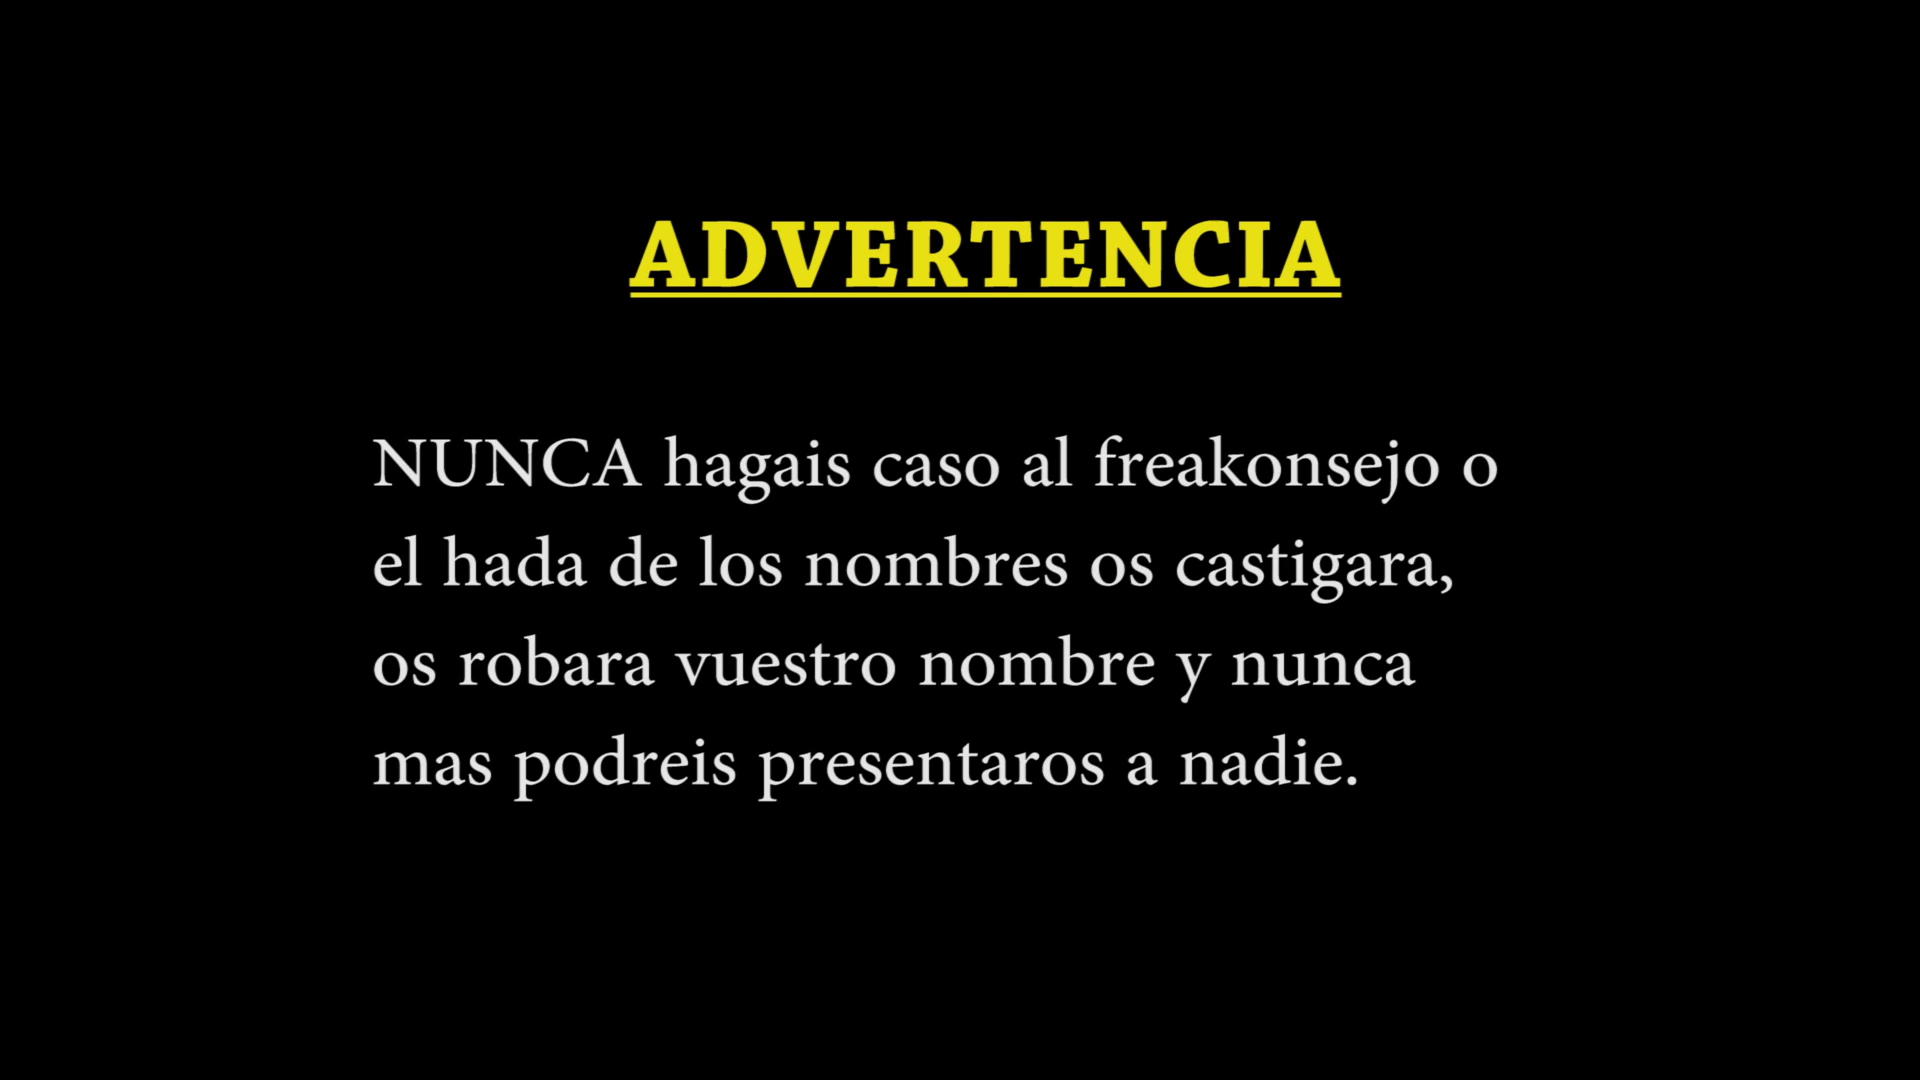 ADVERTENCIA
NUNCA hagais caso al freakonsejo o
el hada de los nombres os castigara,
os robara vuestro nombre y nunca
mas podreis presentaros a nadie.